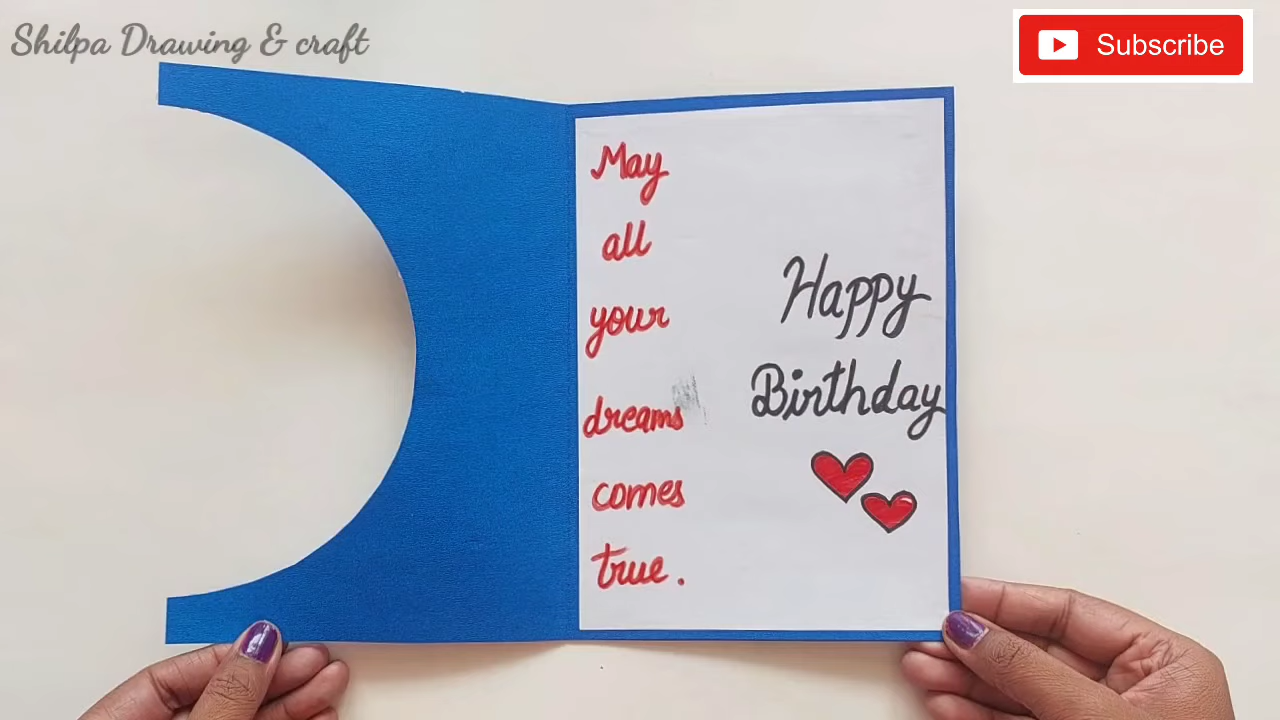 Shilpa Drawing & craft
Subscribe
May
all
your
dreams
comes
true.
Happy
Birthday